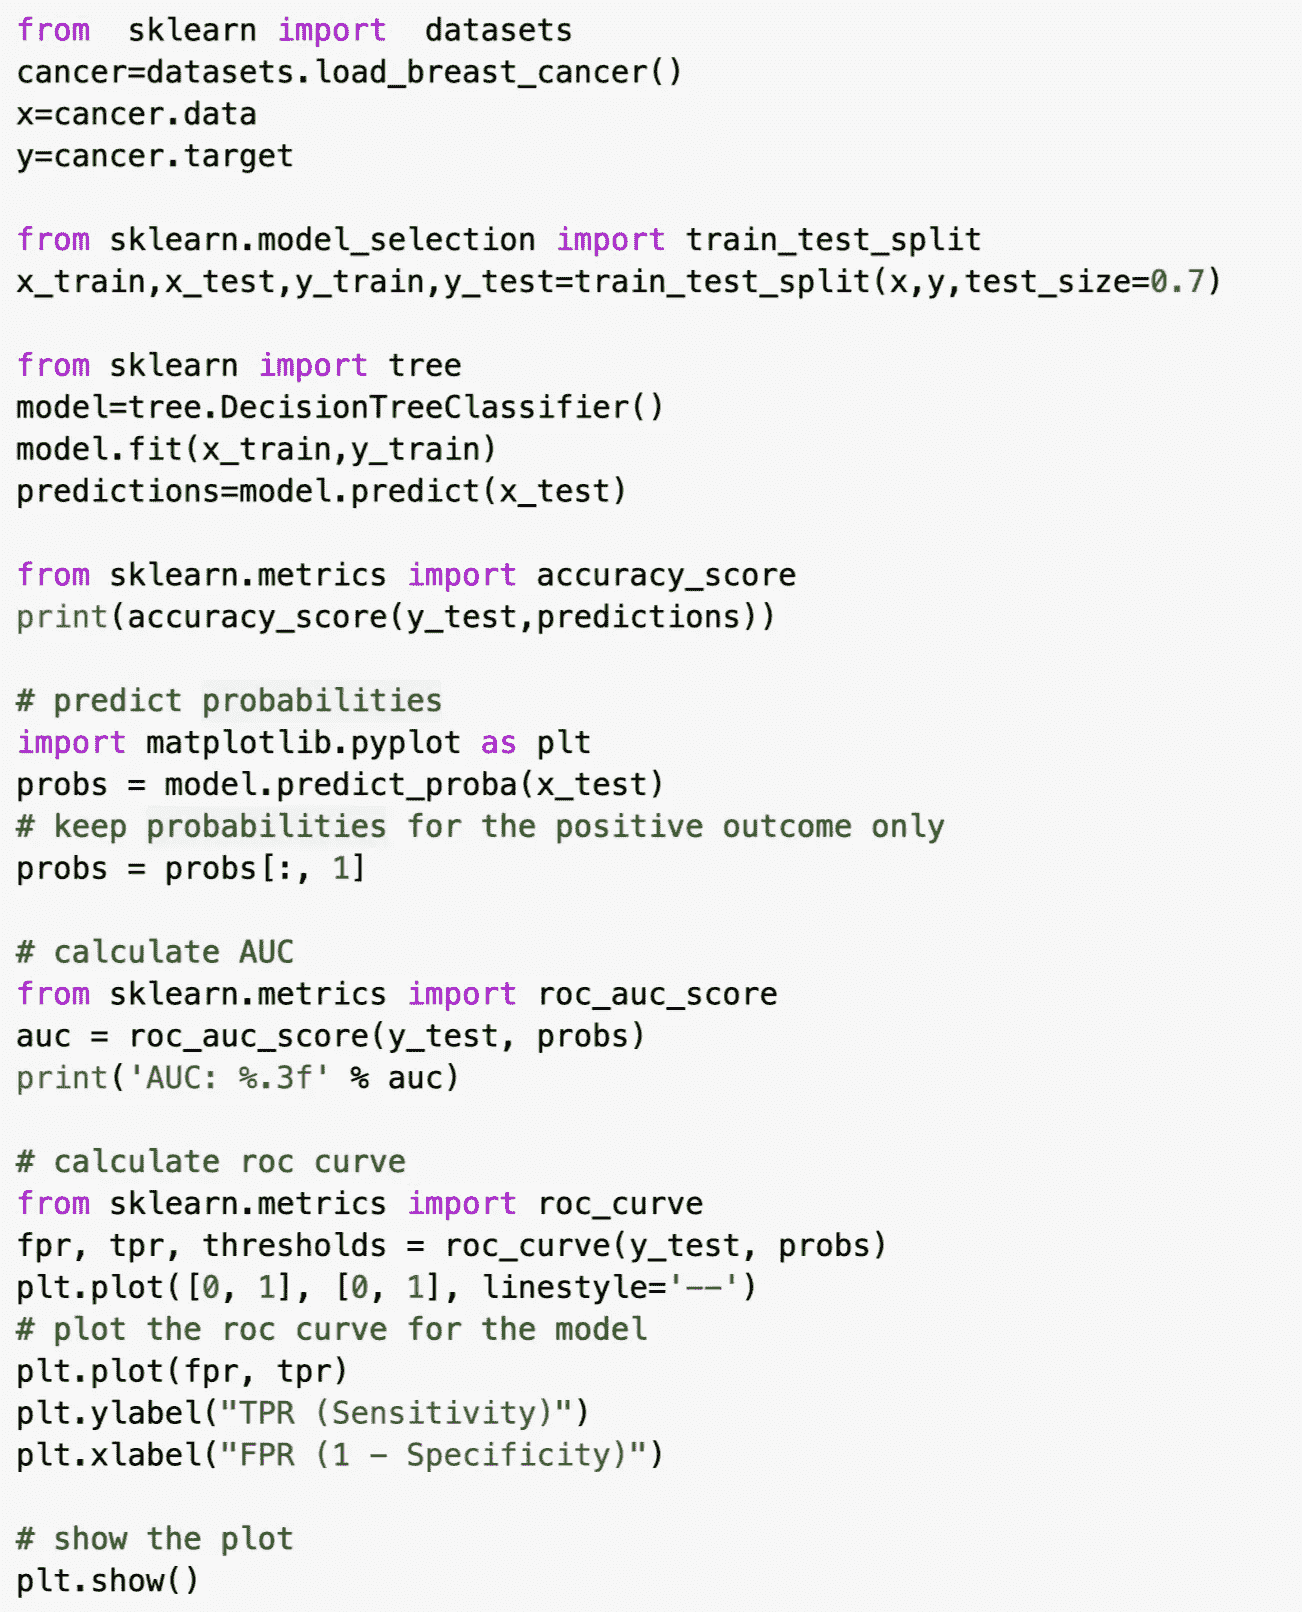 from  sklearn import  datasets
cancer=datasets.load_breast_cancer()
x=cancer.data
y=cancer.target

from sklearn.model_selection import train_test_split
x_train,x_test,y_train,y_test=train_test_split(x,y,test_size=0.7)

from sklearn import tree
model=tree.DecisionTreeClassifier()
model.fit(x_train,y_train)
predictions=model.predict(x_test)

from sklearn.metrics import accuracy_score
print(accuracy_score(y_test,predictions))

# predict probabilities
import matplotlib.pyplot as plt
probs = model.predict_proba(x_test)
# keep probabilities for the positive outcome only
probs = probs[:, 1]

# calculate AUC
from sklearn.metrics import roc_auc_score
auc = roc_auc_score(y_test, probs)
print('AUC: %.3f' % auc)

# calculate roc curve
from sklearn.metrics import roc_curve
fpr, tpr, thresholds = roc_curve(y_test, probs)
plt.plot([0, 1], [0, 1], linestyle='--')
# plot the roc curve for the model
plt.plot(fpr, tpr)
plt.ylabel("TPR (Sensitivity)")
plt.xlabel("FPR (1 - Specificity)")

# show the plot
plt.show()